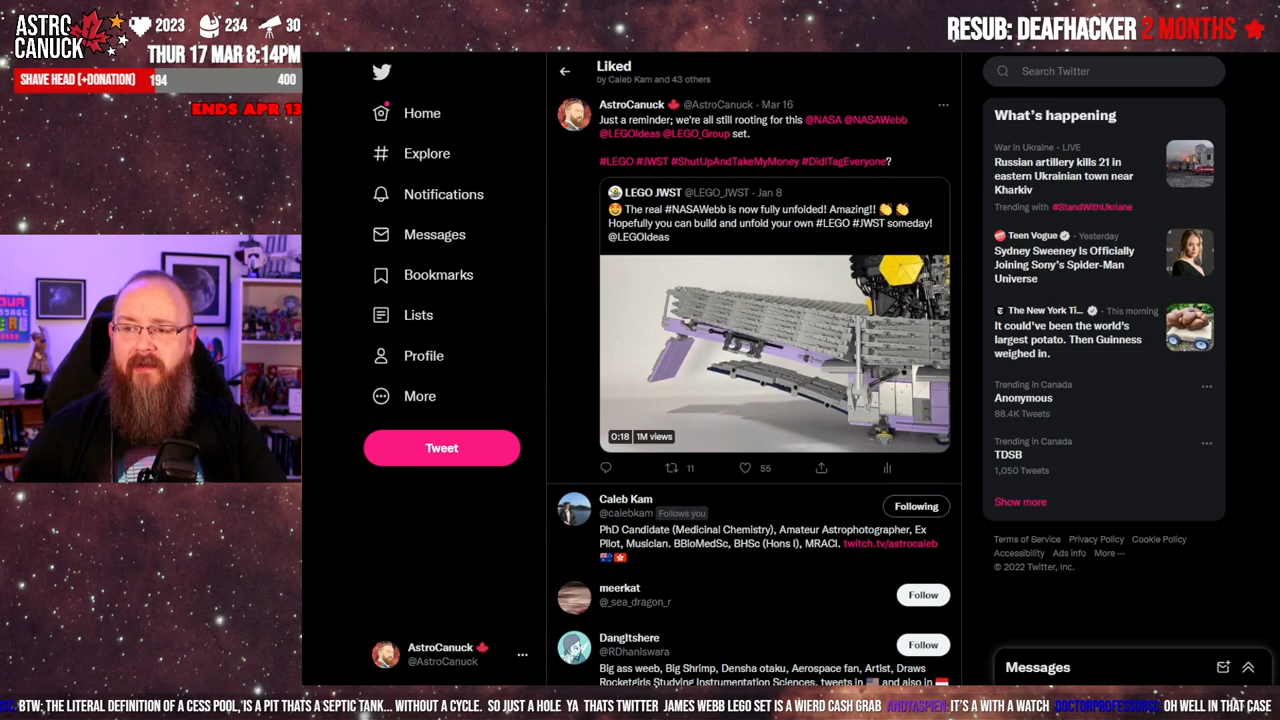 ASTRO
CANUCK
2023
234
30
THUR 17 MAR 8:14PM
SHAVE HEAD (+DONATION)
194
400
ENDS APR 13
RESUB: DEAFHACKER 2 MONTHS
Home
Explore
Notifications
Messages
Bookmarks
Lists
Profile
More
Tweet
AstroCanuck
@AstroCanuck
Liked
by Caleb Kam and 43 others
AstroCanuck @AstroCanuck · Mar 16
Just a reminder; we're all still rooting for this @NASA @NASAWebb
@LEGOIdeas @LEGO_Group set.
#LEGO #JWST #ShutUpAndTakeMyMoney #DidITagEveryone?
LEGO JWST @LEGO_JWST · Jan 8
The real #NASAWebb is now fully unfolded! Amazing!!
Hopefully you can build and unfold your own #LEGO #JWST someday!
@LEGOIdeas
0:18 1M views
11
55
Caleb Kam
@calebkam Follows you
Following
PhD Candidate (Medicinal Chemistry), Amateur Astrophotographer, Ex
Pilot, Musician. BBioMedSc, BHSc (Hons I), MRACI. twitch.tv/astrocaleb
meerkat
@_sea_dragon_r
Follow
DangItshere
@RDhanIswara
Follow
Big ass weeb, Big Shrimp, Densha otaku, Aerospace fan, Artist, Draws
Rocketgirls Studying Instrumentation Sciences, tweets in and also in
Search Twitter
What's happening
War in Ukraine · LIVE
Russian artillery kills 21 in
eastern Ukrainian town near
Kharkiv
Trending with #StandWithUkriane
Teen Vogue · Yesterday
Sydney Sweeney Is Officially
Joining Sony's Spider-Man
Universe
The New York Ti... · This morning
It could've been the world's
largest potato. Then Guinness
weighed in.
Trending in Canada
Anonymous
88.4K Tweets
Trending in Canada
TDSB
1,050 Tweets
Show more
Terms of Service Privacy Policy Cookie Policy
Accessibility Ads info More ···
© 2022 Twitter, Inc.
Messages
BTW: THE LITERAL DEFINITION OF A CESS POOL, IS A PIT THATS A SEPTIC TANK... WITHOUT A CYCLE. SO JUST A HOLE YA THATS TWITTER JAMES WEBB LEGO SET IS A WIERD CASH GRAB ANDYASPIEN: IT'S A WITH A WATCH OH WELL IN THAT CASE